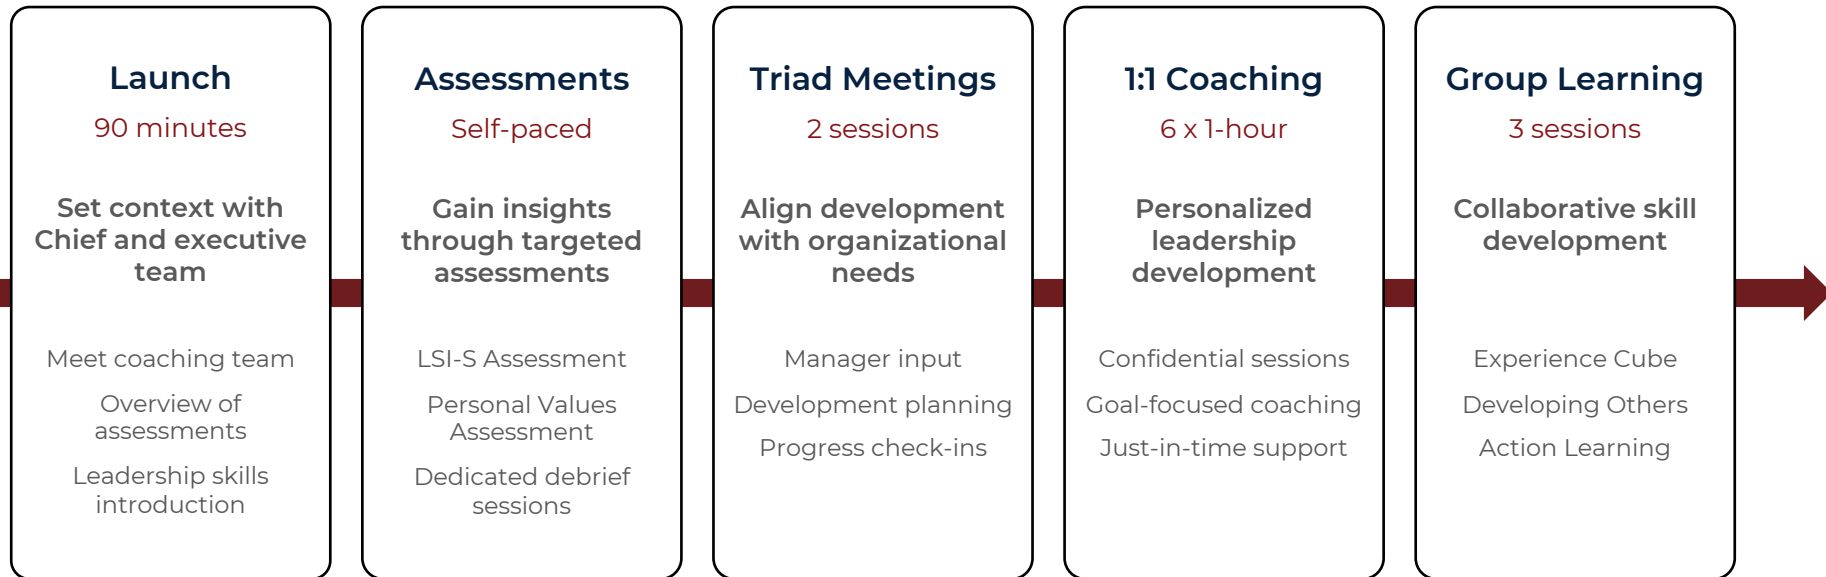 Launch
90 minutes
Set context with
Chief and executive
team
Meet coaching team
Overview of
assessments
Leadership skills
introduction
Assessments
Self-paced
Gain insights
through targeted
assessments
LSI-S Assessment
Personal Values
Assessment
Dedicated debrief
sessions
Triad Meetings
2 sessions
Align development
with organizational
needs
Manager input
Development planning
Progress check-ins
1:1 Coaching
6 x 1-hour
Personalized
leadership
development
Confidential sessions
Goal-focused coaching
Just-in-time support
Group Learning
3 sessions
Collaborative skill
development
Experience Cube
Developing Others
Action Learning